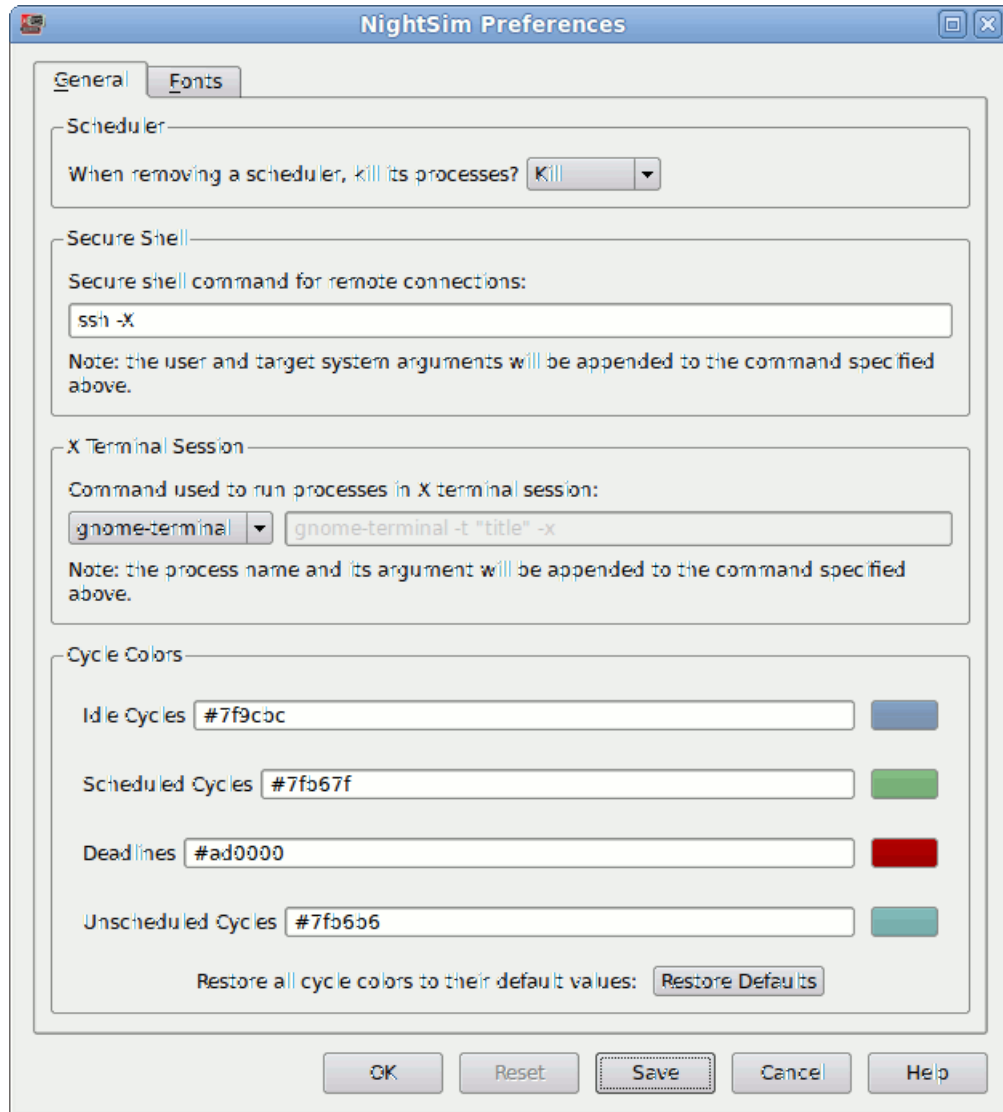 NightSim Preferences
General
Fonts
Scheduler
When removing a scheduler, kill its processes? Kill
Secure Shell
Secure shell command for remote connections:
ssh -X
Note: the user and target system arguments will be appended to the command specified
above.
X Terminal Session
Command used to run processes in X terminal session:
gnome-terminal
gnome-terminal -t "title" -x
Note: the process name and its argument will be appended to the command specified
above.
Cycle Colors
Idle Cycles #7f9cbc
Scheduled Cycles #7fb67f
Deadlines #ad0000
Unscheduled Cycles #7fb6b6
Restore all cycle colors to their default values: Restore Defaults
OK
Reset
Save
Cancel
Help